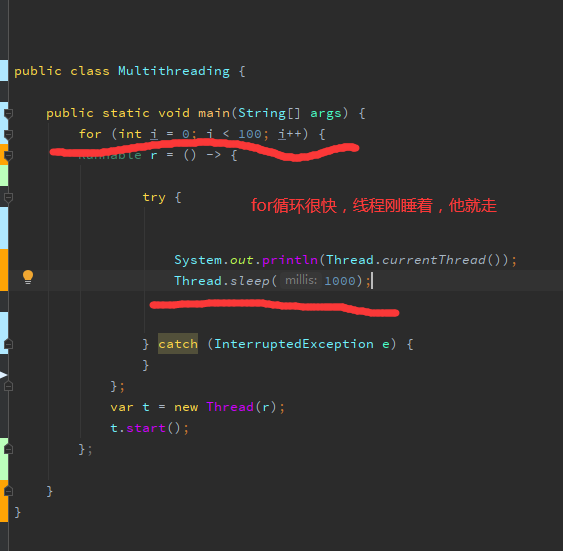 public class Multithreading {
public static void main(String[] args) {
for (int i = 0; i < 100; i++) {
Runnable r = () -> {
try {
for循环很快，线程刚睡着，他就走
System.out.println(Thread.currentThread());
Thread.sleep( millis: 1000);
} catch (InterruptedException e) {
}
};
var t = new Thread(r);
t.start();
};
}
}